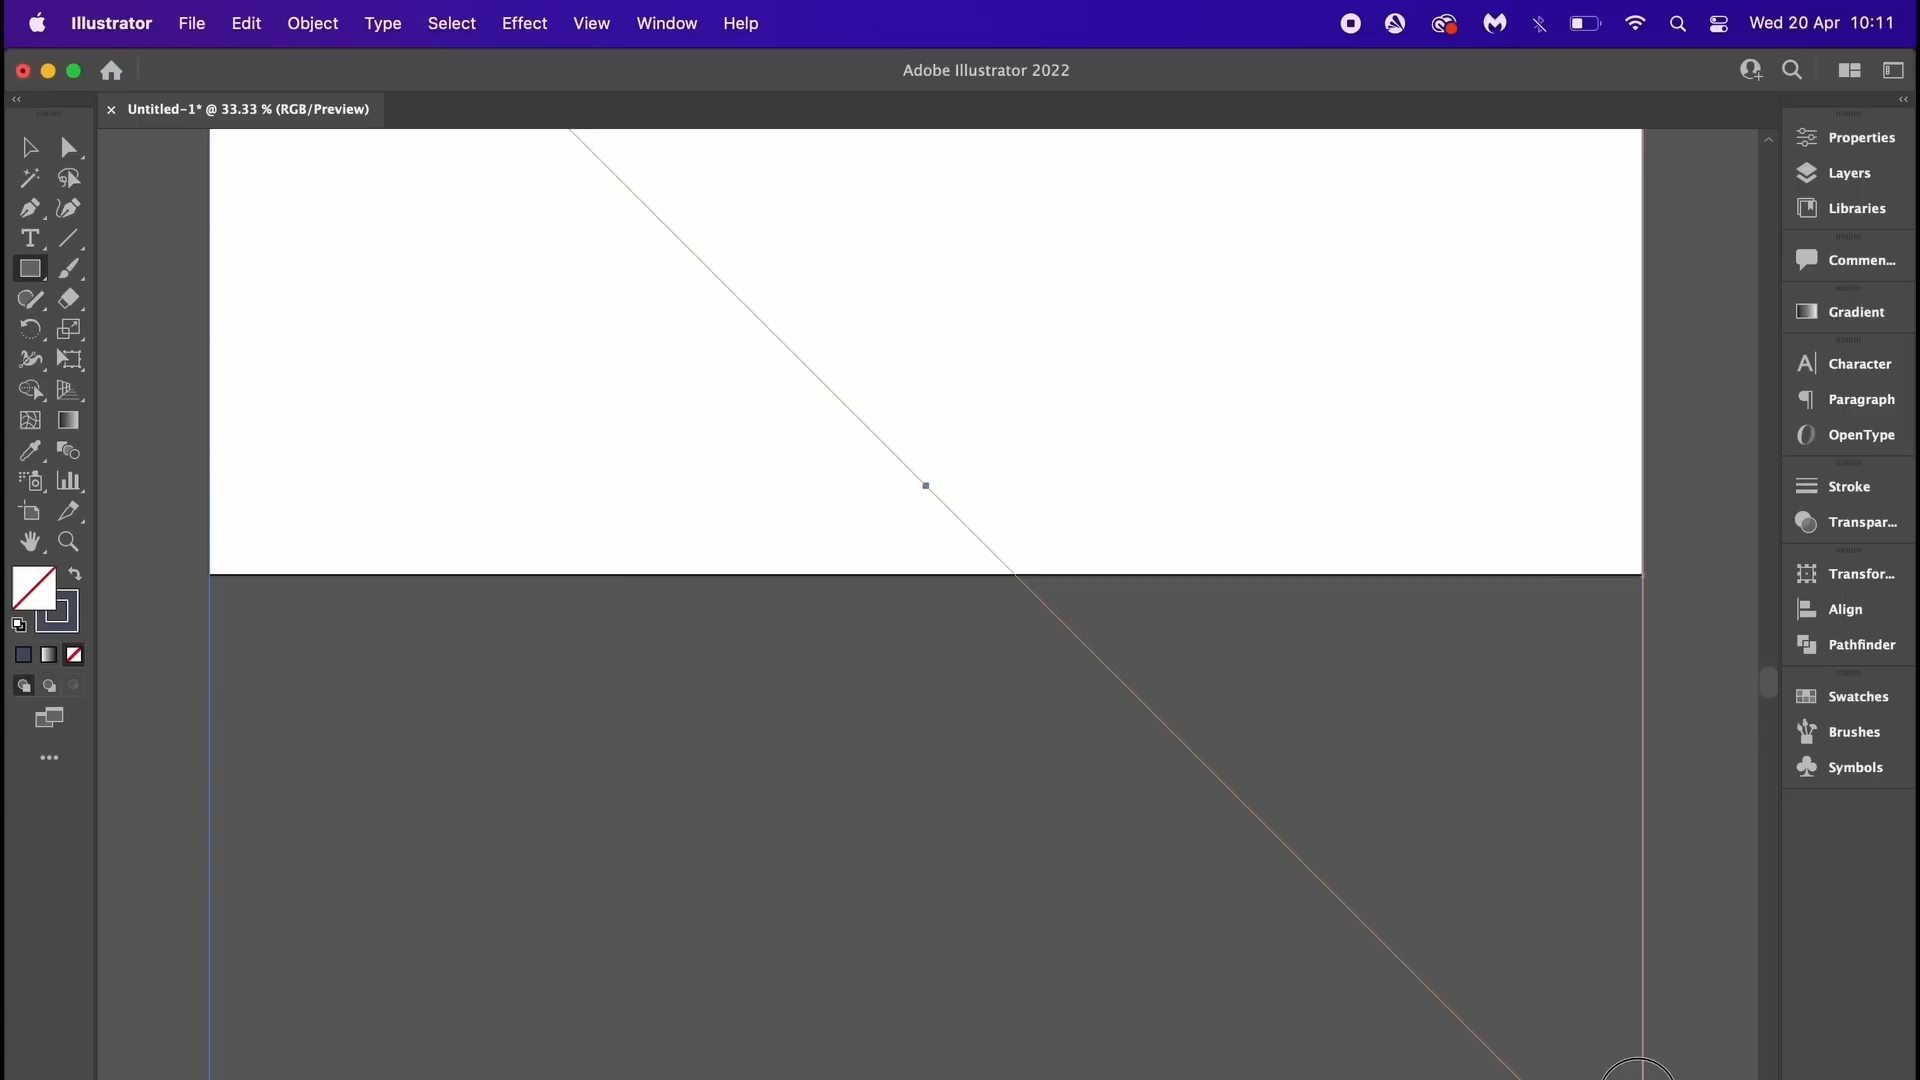 Illustrator File Edit Object Type Select Effect View Window Help Wed 20 Apr 10:11
Adobe Illustrator 2022
Untitled-1* @ 33.33 % (RGB/Preview)
Properties
Layers
Libraries
Commen...
Gradient
Character
Paragraph
OpenType
Stroke
Transpar...
Transfor...
Align
Pathfinder
Swatches
Brushes
Symbols